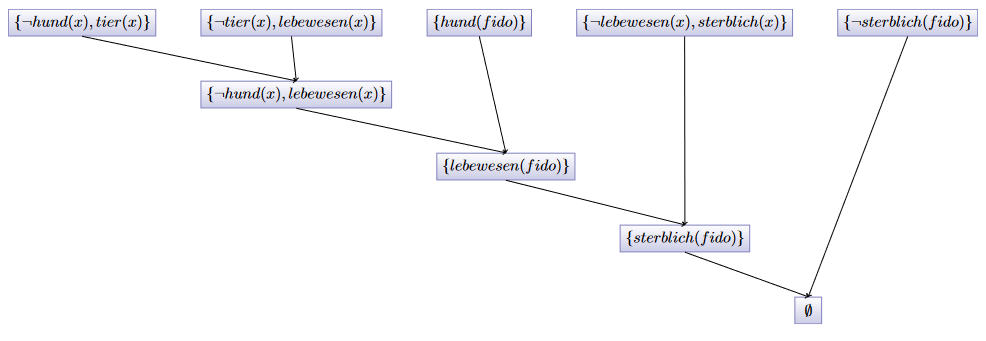 {¬hund(x), tier(x)} {¬tier(x), lebewesen(x)} {hund(fido)} {¬lebewesen(x), sterblich(x)} {¬sterblich(fido)}
{¬hund(x), lebewesen(x)}
{lebewesen(fido)}
{sterblich(fido)}
∅